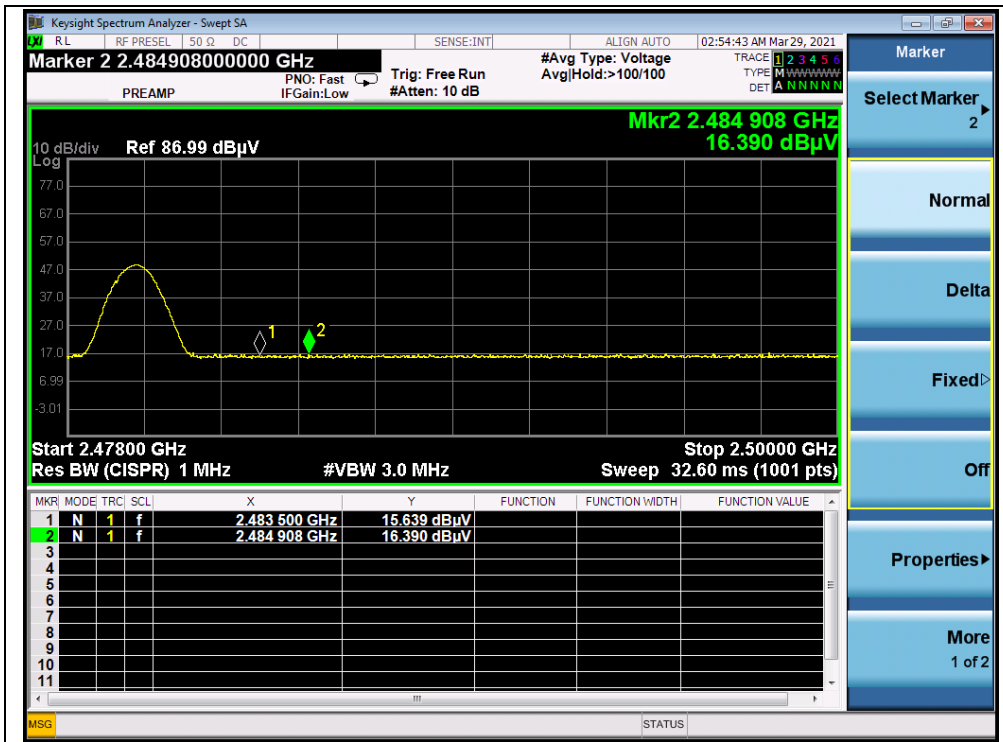 Keysight Spectrum Analyzer - Swept SA
LXI RL RF PRESEL 50 Ω DC SENSE:INT ALIGN AUTO 02:54:43 AM Mar 29, 2021
Marker 2 2.484908000000 GHz
PREAMP
PNO: Fast
IFGain:Low
Trig: Free Run
#Atten: 10 dB
#Avg Type: Voltage
Avg|Hold:>100/100
TRACE 1 2 3 4 5 6
TYPE M WWWWW
DET A N N N N N
Mkr2 2.484 908 GHz
16.390 dBµV
10 dB/div Ref 86.99 dBµV
Log
77.0
67.0
57.0
47.0
37.0
27.0
17.0
6.99
-3.01
1
2
Start 2.47800 GHz Stop 2.50000 GHz
Res BW (CISPR) 1 MHz #VBW 3.0 MHz Sweep 32.60 ms (1001 pts)
MKR MODE TRC SCL X Y FUNCTION FUNCTION WIDTH FUNCTION VALUE
1 N 1 f 2.483 500 GHz 15.639 dBµV
2 N 1 f 2.484 908 GHz 16.390 dBµV
3
4
5
6
7
8
9
10
11
MSG STATUS
Marker
Select Marker
2
Normal
Delta
Fixed
Off
Properties
More
1 of 2